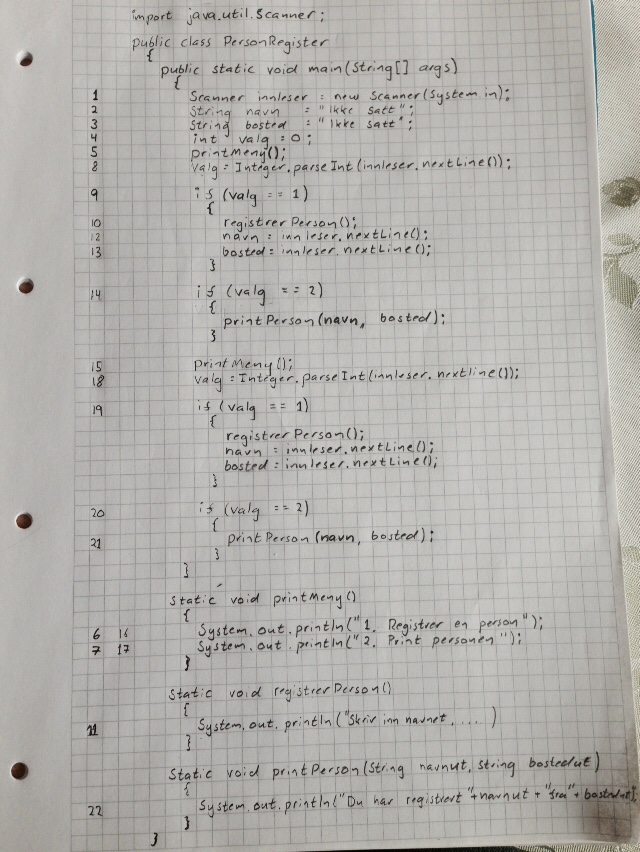 import java.util.Scanner;
public class PersonRegister
{
public static void main(String[] args)
{
1 Scanner innleser = new Scanner(System.in);
2 String navn = "Ikke satt";
3 String bosted = "Ikke satt";
4 int valg = 0;
5 printMeny();
8 valg = Integer.parseInt(innleser.nextLine());
9 if (valg == 1)
{
10 registrerPerson();
12 navn = innleser.nextLine();
13 bosted = innleser.nextLine();
}
14 if (valg == 2)
{
printPerson(navn, bosted);
}
15 printMeny();
18 valg = Integer.parseInt(innleser.nextline());
19 if (valg == 1)
{
registrerPerson();
navn = innleser.nextLine();
bosted = innleser.nextLine();
}
20 if (valg == 2)
{
21 printPerson(navn, bosted);
}
}
Static void printMeny()
{
6 16 System.out.println("1. Registrer en person");
7 17 System.out.println("2. Print personen");
}
Static void registrerPerson()
{
11 System.out.println("Skriv inn navnet.... )
}
Static void printPerson(String navnut, String bostedut)
{
22 System.out.println("Du har registrert"+navnut + "fra"+ bostedut);
}
}